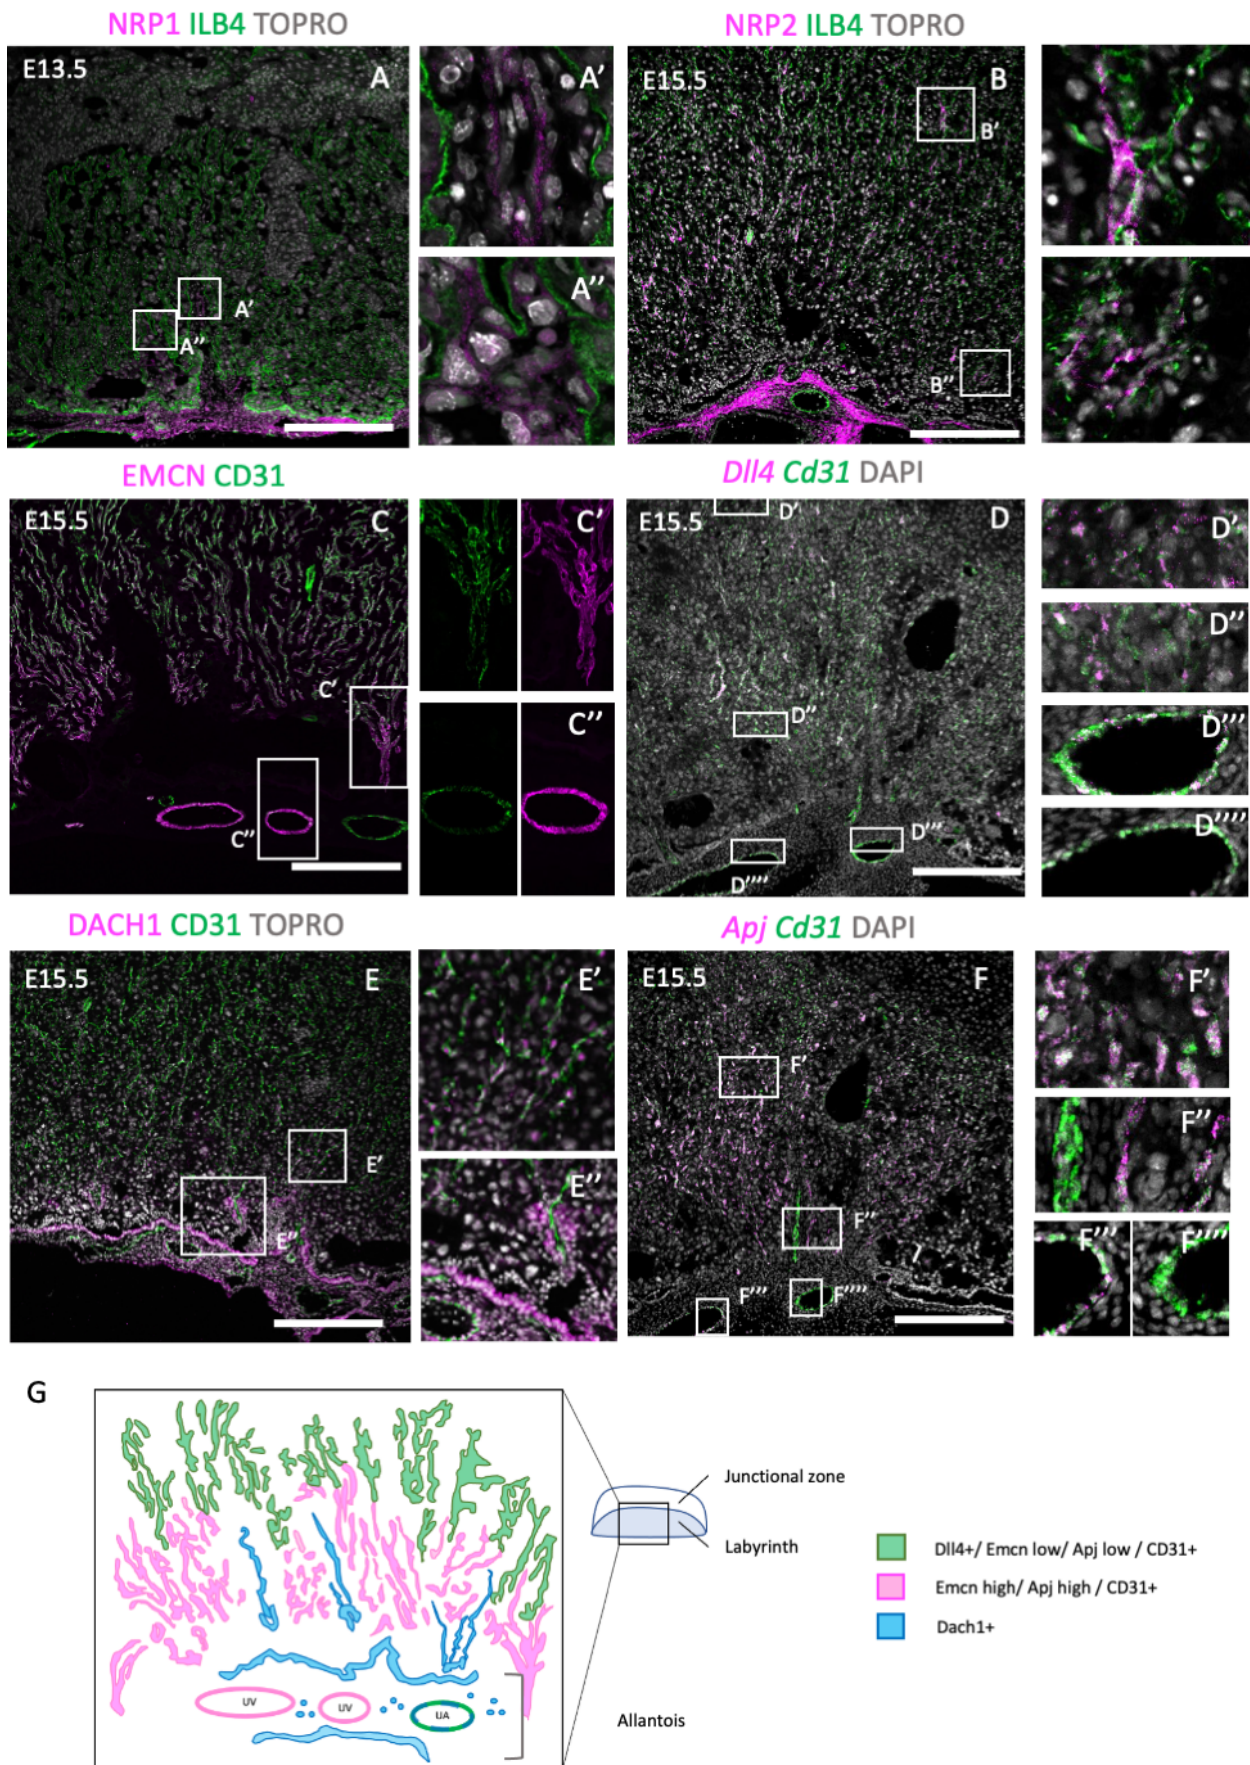 NRP1 ILB4 TOPRO
NRP2 ILB4 TOPRO
E13.5
A
A'
A''
A'
A''
E15.5
B
B'
B''
EMCN CD31
Dll4 Cd31 DAPI
E15.5
C
C'
C''
C'
C''
E15.5
D
D'
D''
D'''
D''''
D'
D''
D'''
D''''
DACH1 CD31 TOPRO
Apj Cd31 DAPI
E15.5
E
E'
E''
E'
E''
E15.5
F
F'
F''
F'''
F''''
F'
F''
F'''
F''''
G
Junctional zone
Labyrinth
Dll4+/ Emcn low/ Apj low / CD31+
Emcn high/ Apj high / CD31+
Dach1+
UV
UV
UA
Allantois